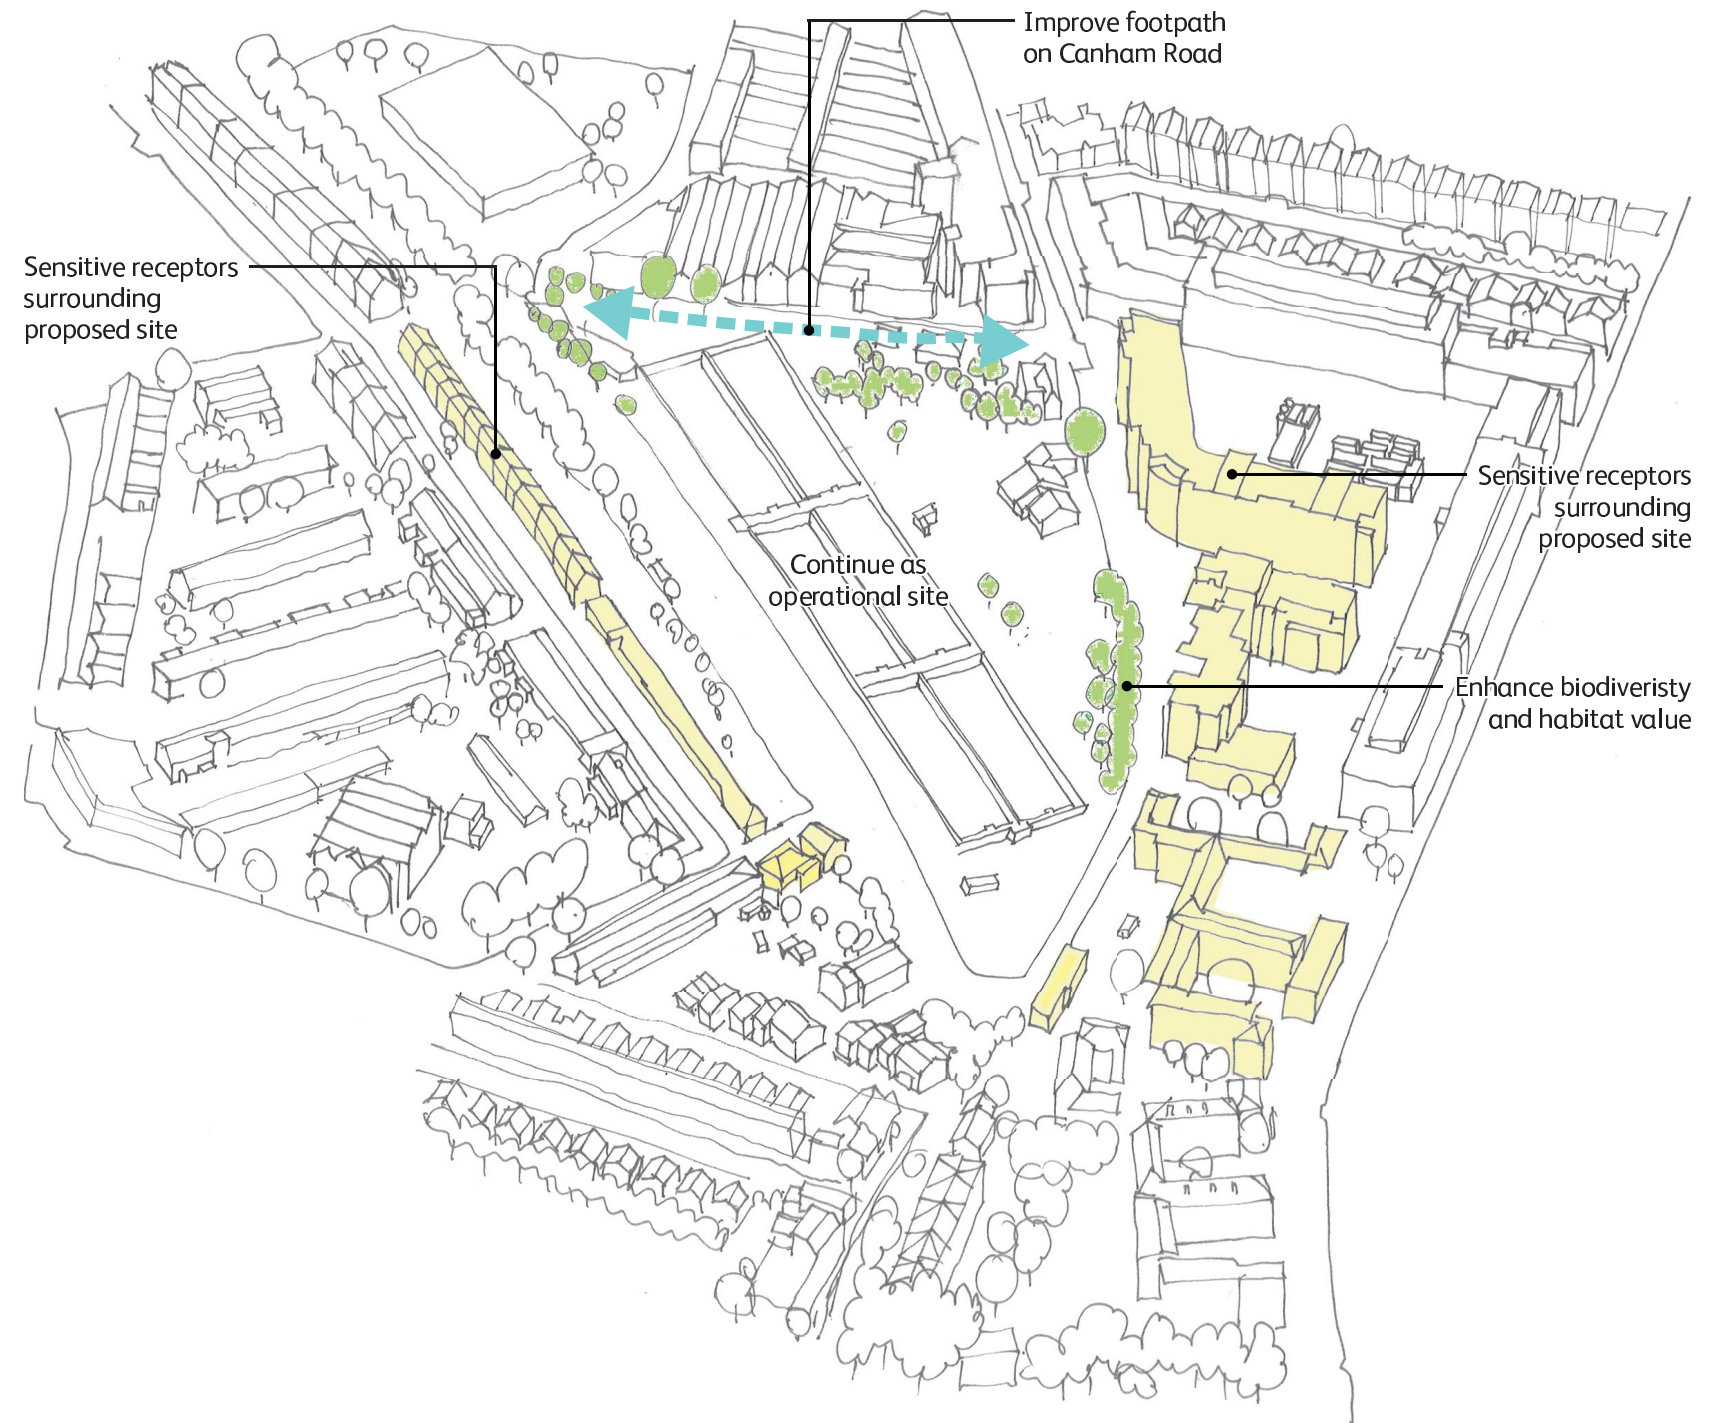 Improve footpath
on Canham Road
Sensitive receptors
surrounding
proposed site
Sensitive receptors
surrounding
proposed site
Continue as
operational site
Enhance biodiveristy
and habitat value